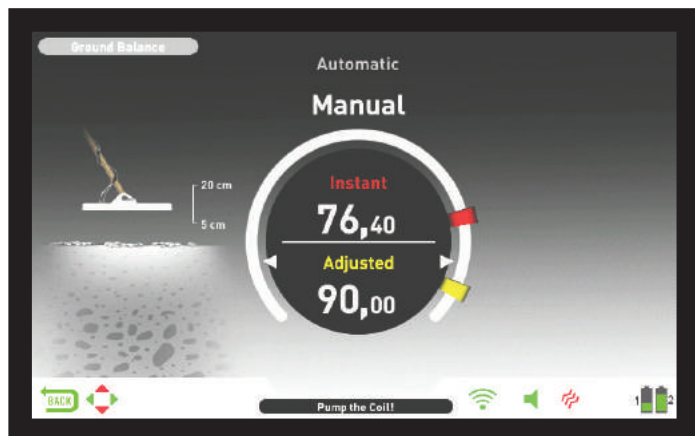 Ground Balance
Automatic
Manual
20 cm
5 cm
Instant
76,40
Adjusted
90,00
BACK
Pump the Coil!
1 2